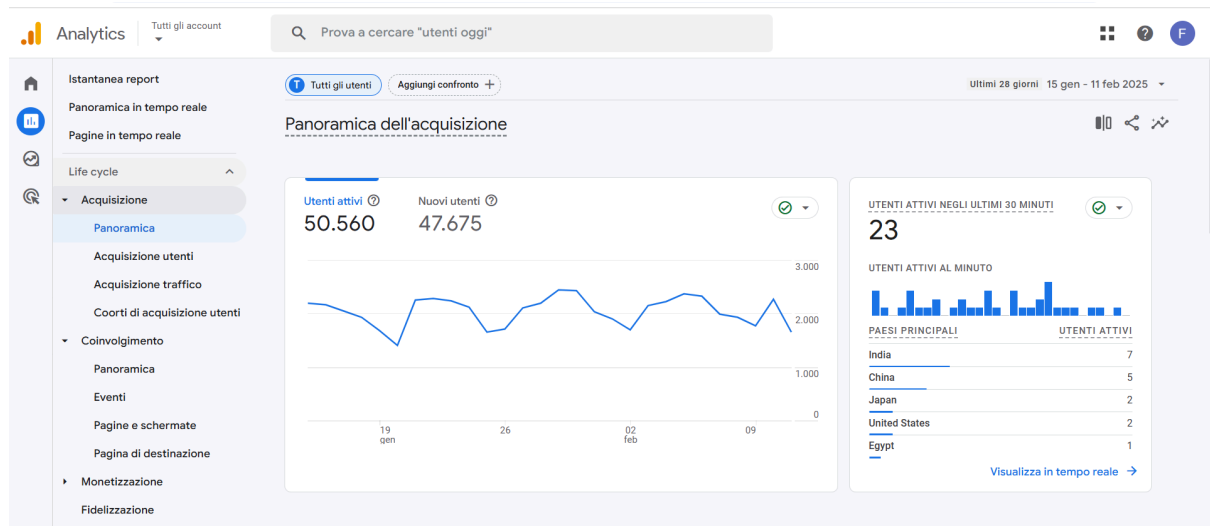 Analytics
Tutti gli account
Prova a cercare "utenti oggi"
F
Istantanea report
Panoramica in tempo reale
Pagine in tempo reale
Life cycle
Acquisizione
Panoramica
Acquisizione utenti
Acquisizione traffico
Coorti di acquisizione utenti
Coinvolgimento
Panoramica
Eventi
Pagine e schermate
Pagina di destinazione
Monetizzazione
Fidelizzazione
T Tutti gli utenti
Aggiungi confronto
Ultimi 28 giorni 15 gen - 11 feb 2025
Panoramica dell'acquisizione
Utenti attivi
50.560
Nuovi utenti
47.675
3.000
2.000
1.000
0
19 gen
26
02 feb
09
UTENTI ATTIVI NEGLI ULTIMI 30 MINUTI
23
UTENTI ATTIVI AL MINUTO
PAESI PRINCIPALI UTENTI ATTIVI
India 7
China 5
Japan 2
United States 2
Egypt 1
Visualizza in tempo reale